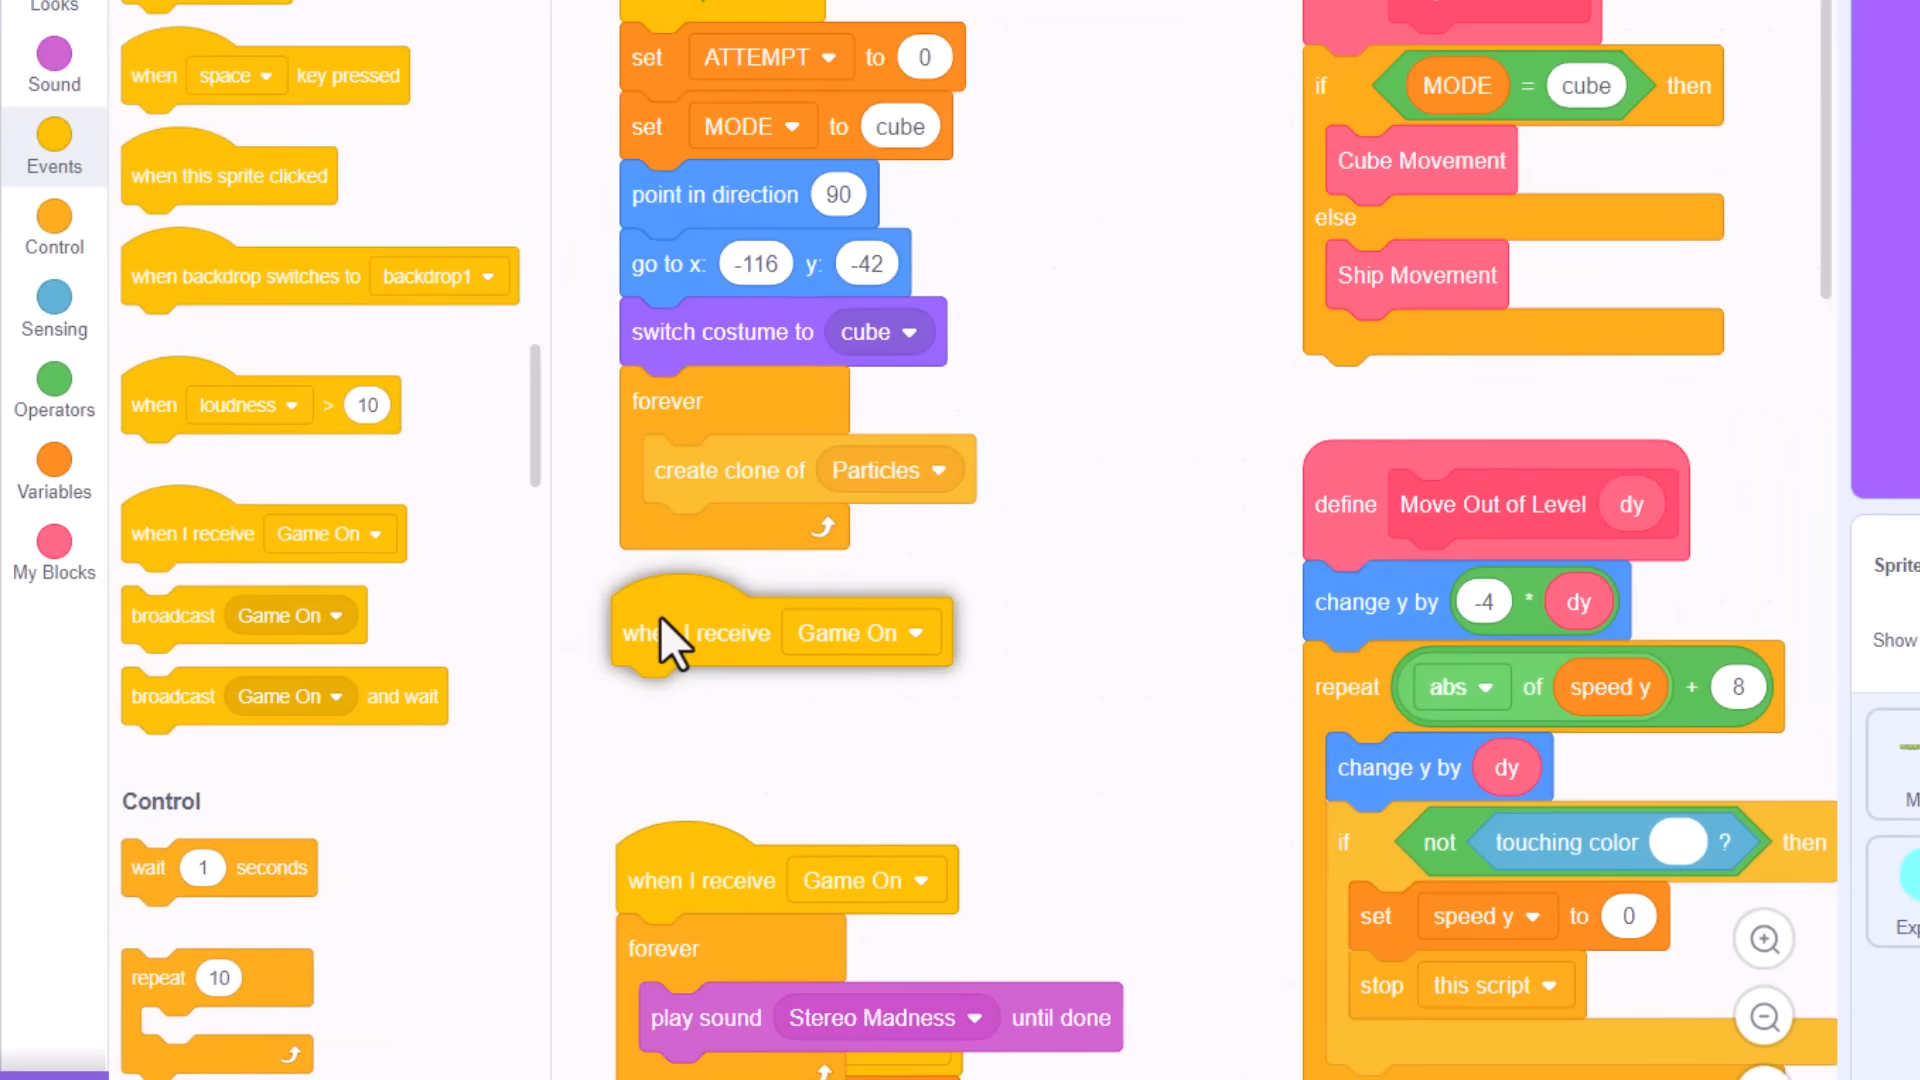 Looks
Sound
Events
Control
Sensing
Operators
Variables
My Blocks
when space key pressed
when this sprite clicked
when backdrop switches to backdrop1
when loudness > 10
when I receive Game On
broadcast Game On
broadcast Game On and wait
Control
wait 1 seconds
repeat 10
set ATTEMPT to 0
set MODE to cube
point in direction 90
go to x: -116 y: -42
switch costume to cube
forever
create clone of Particles
when I receive Game On
when I receive Game On
forever
play sound Stereo Madness until done
if MODE = cube then
Cube Movement
else
Ship Movement
define Move Out of Level dy
change y by -4 * dy
repeat abs of speed y + 8
change y by dy
if not touching color ? then
set speed y to 0
stop this script
Sprite
Show